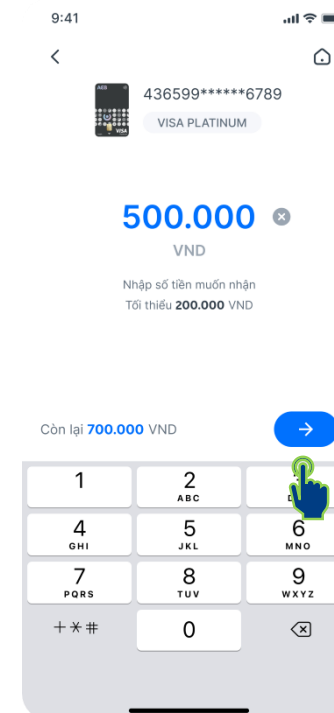 9:41
AEB
VISA
436599******6789
VISA PLATINUM
500.000
VND
Nhập số tiền muốn nhận
Tối thiểu 200.000 VND
Còn lại 700.000 VND
1
2
ABC
4
GHI
5
JKL
6
MNO
7
PQRS
8
TUV
9
WXYZ
+*#
0